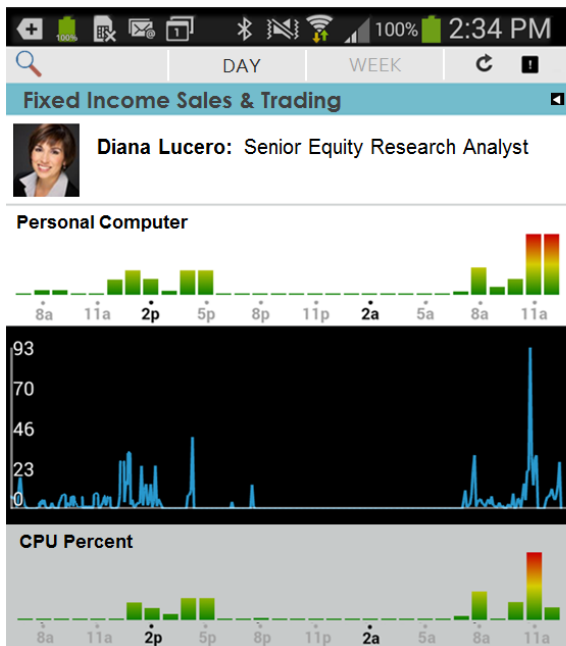 100% 1 100% 2:34 PM
DAY WEEK
Fixed Income Sales & Trading
Diana Lucero: Senior Equity Research Analyst
Personal Computer
8a 11a 2p 5p 8p 11p 2a 5a 8a 11a
93
70
46
23
0
CPU Percent
8a 11a 2p 5p 8p 11p 2a 5a 8a 11a